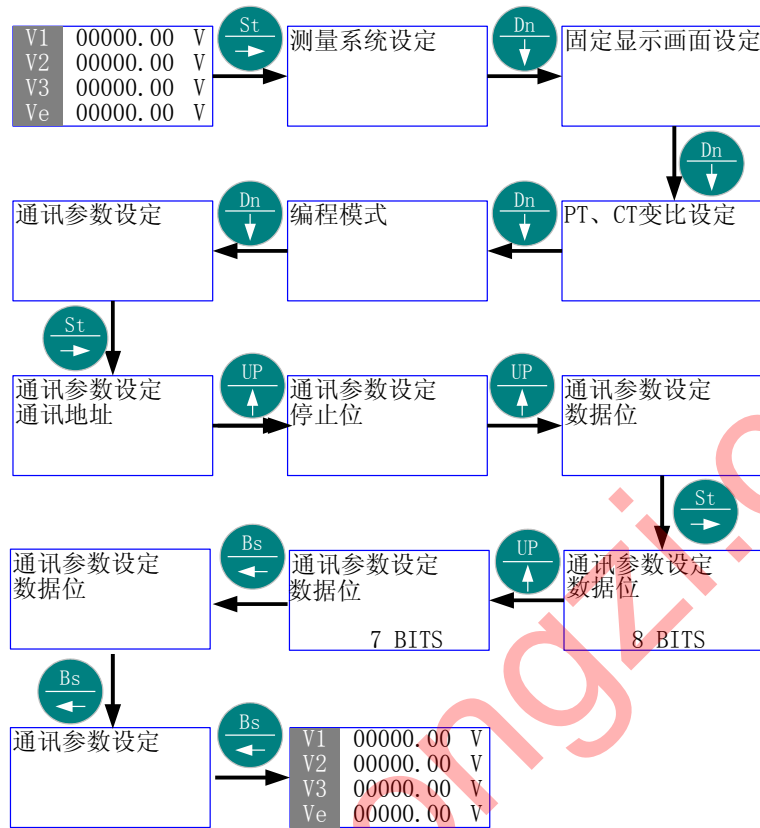 V1 00000.00 V
V2 00000.00 V
V3 00000.00 V
Ve 00000.00 V
St
测量系统设定
Dn
固定显示画面设定
Dn
PT、CT变比设定
Dn
编程模式
Dn
通讯参数设定
St
通讯参数设定
通讯地址
UP
通讯参数设定
停止位
UP
通讯参数设定
数据位
St
通讯参数设定
数据位
8 BITS
UP
通讯参数设定
数据位
7 BITS
Bs
通讯参数设定
数据位
Bs
通讯参数设定
Bs
V1 00000.00 V
V2 00000.00 V
V3 00000.00 V
Ve 00000.00 V
ongzi.c